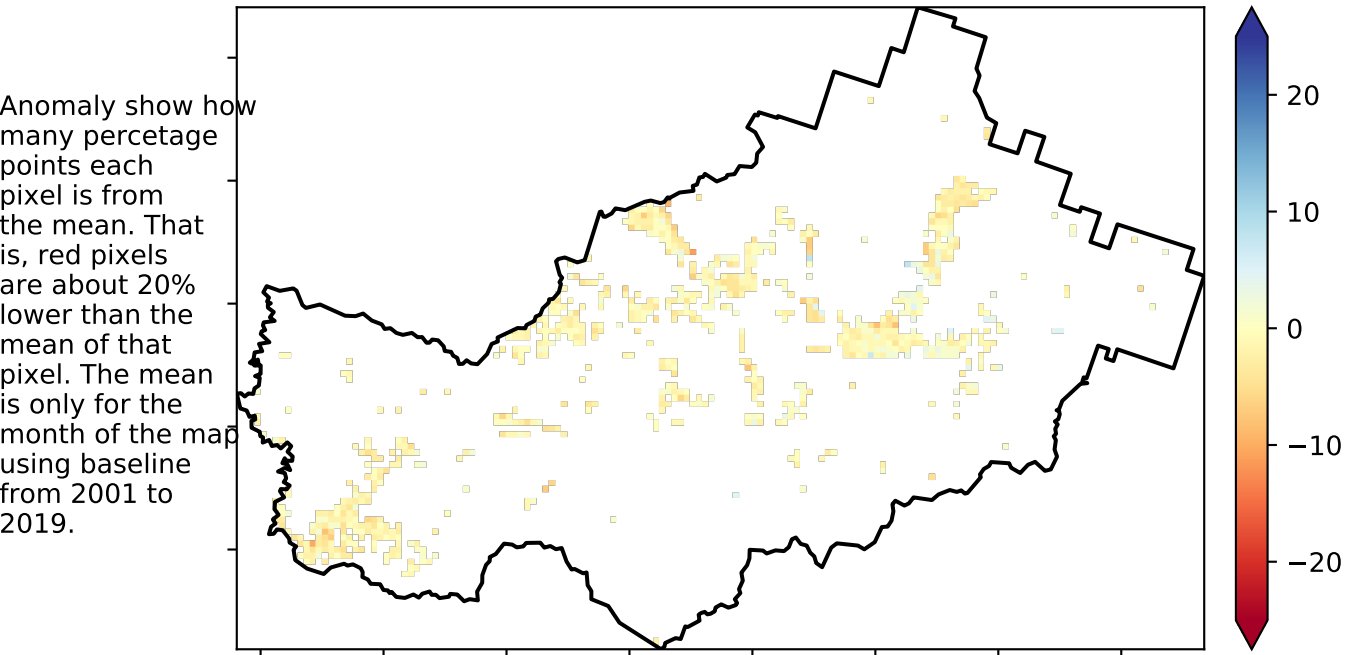 Anomaly show how
many percetage
points each
pixel is from
the mean. That
is, red pixels
are about 20%
lower than the
mean of that
pixel. The mean
is only for the
month of the map
using baseline
from 2001 to
2019.
20
10
0
−10
−20